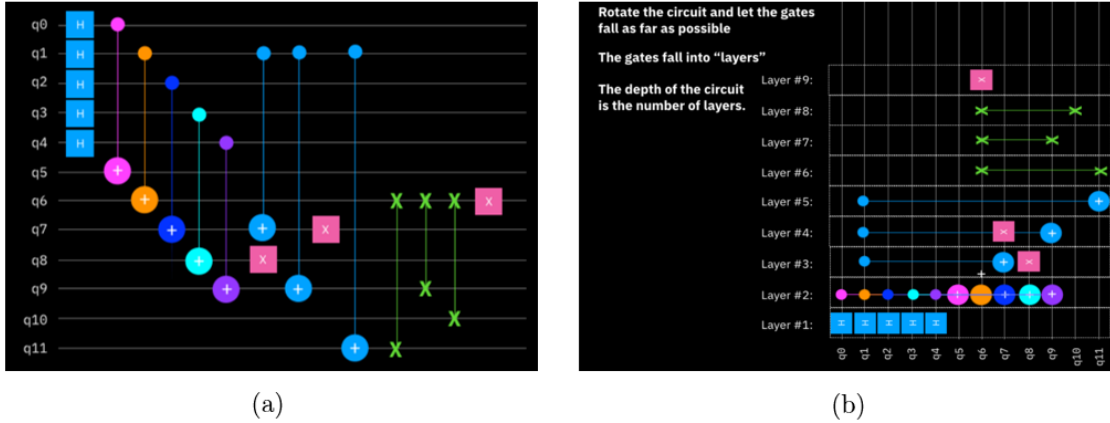 q0
H
q1
H
q2
H
q3
H
q4
H
q5
+
q6
+
X
X
X
X
q7
+
+
X
q8
+
X
q9
+
+
X
q10
X
q11
+
X
(a)
Rotate the circuit and let the gates
fall as far as possible
The gates fall into “layers”
The depth of the circuit
is the number of layers.
Layer #9:
X
Layer #8:
X X
Layer #7:
X X
Layer #6:
X X
Layer #5:
+
Layer #4:
X +
Layer #3:
+ X
+
Layer #2:
+ + + + +
Layer #1:
H H H H H
q0 q1 q2 q3 q4 q5 q6 q7 q8 q9 q10 q11
(b)